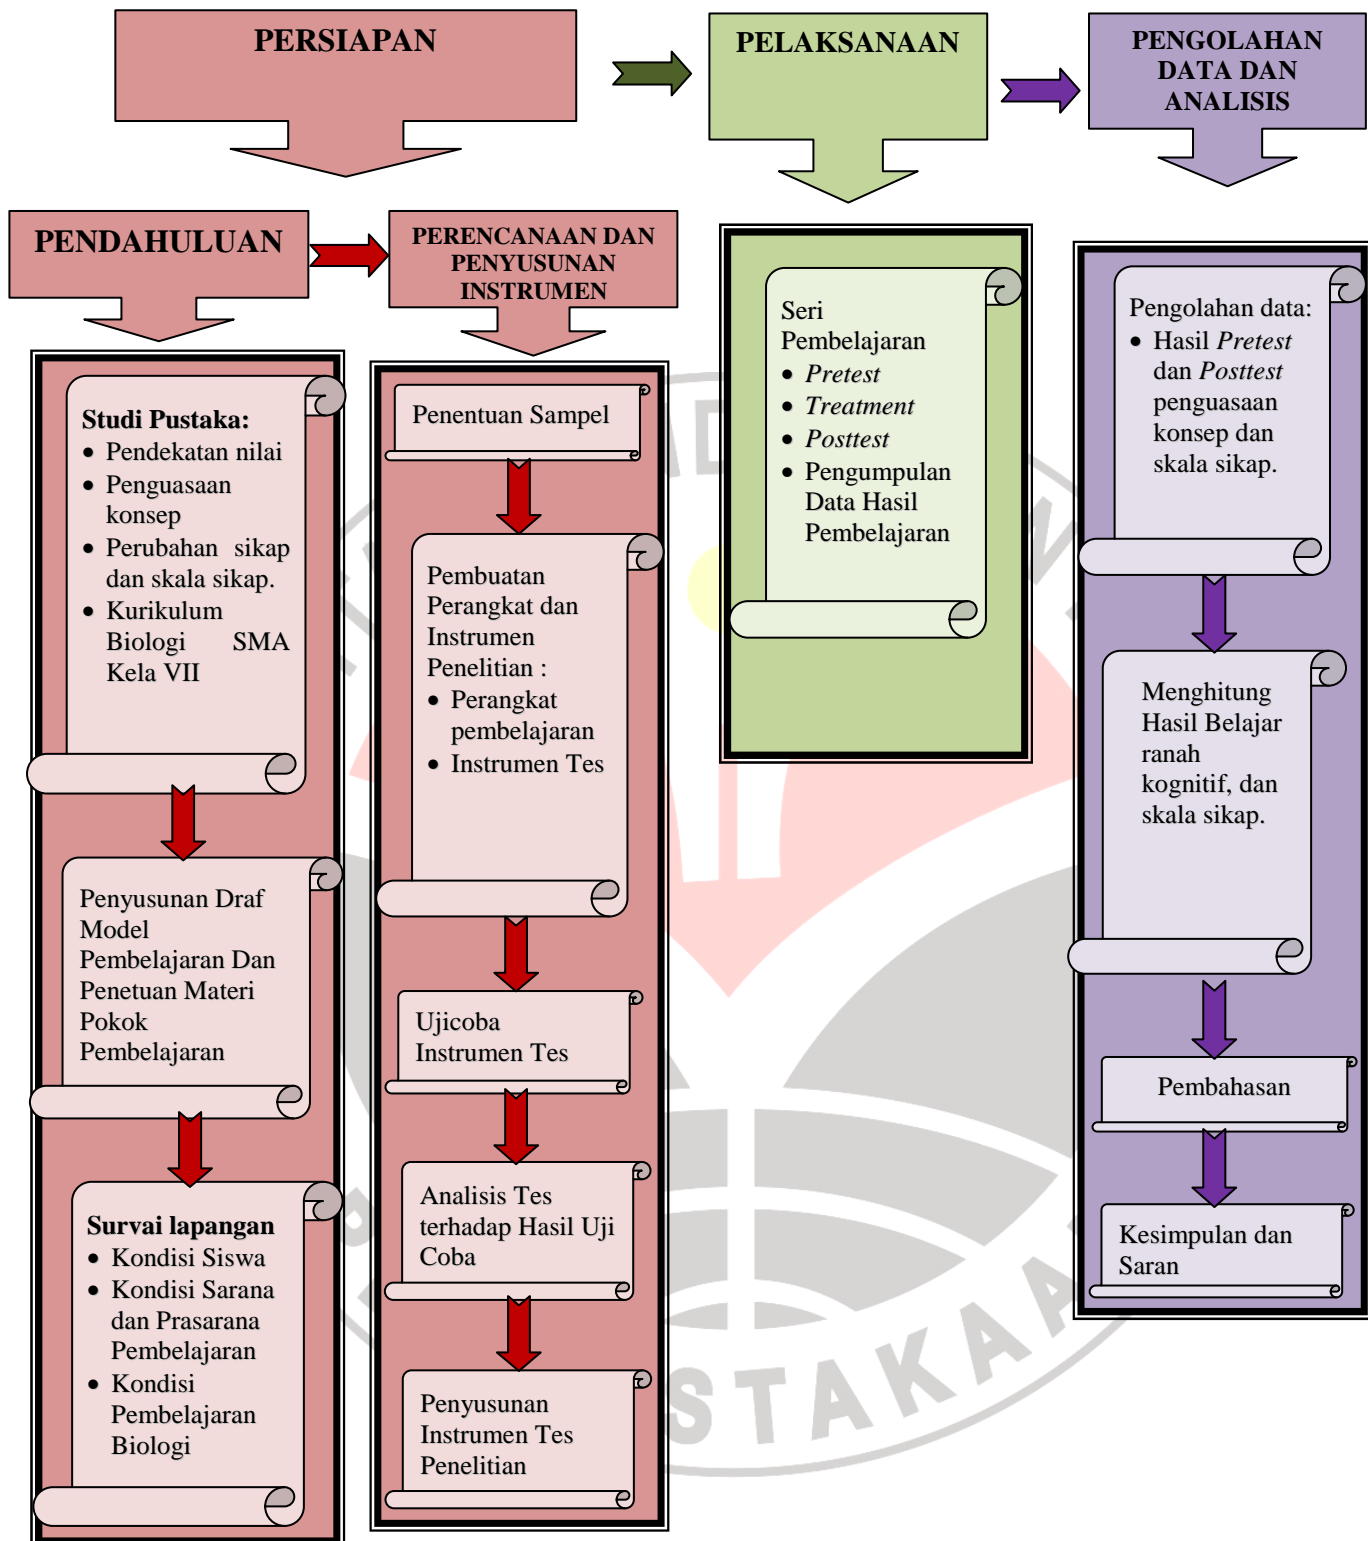 PERSIAPAN
PELAKSANAAN
PENGOLAHAN
DATA DAN
ANALISIS
PENDAHULUAN
PERENCANAAN DAN
PENYUSUNAN
INSTRUMEN
Studi Pustaka:
• Pendekatan nilai
• Penguasaan
konsep
• Perubahan sikap
dan skala sikap.
• Kurikulum
Biologi SMA
Kela VII
Penyusunan Draf
Model
Pembelajaran Dan
Penetuan Materi
Pokok
Pembelajaran
Survai lapangan
• Kondisi Siswa
• Kondisi Sarana
dan Prasarana
Pembelajaran
• Kondisi
Pembelajaran
Biologi
Penentuan Sampel
Pembuatan
Perangkat dan
Instrumen
Penelitian :
• Perangkat
pembelajaran
• Instrumen Tes
Ujicoba
Instrumen Tes
Analisis Tes
terhadap Hasil Uji
Coba
Penyusunan
Instrumen Tes
Penelitian
Seri
Pembelajaran
• Pretest
• Treatment
• Posttest
• Pengumpulan
Data Hasil
Pembelajaran
Pengolahan data:
• Hasil Pretest
dan Posttest
penguasaan
konsep dan
skala sikap.
Menghitung
Hasil Belajar
ranah
kognitif, dan
skala sikap.
Pembahasan
Kesimpulan dan
Saran